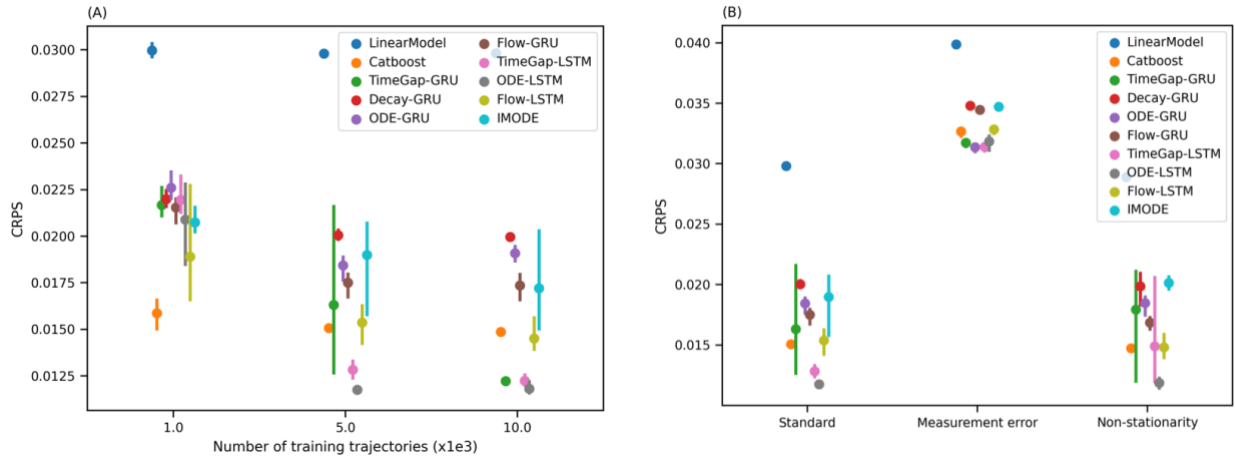 (A)
CRPS
0.0300
0.0275
0.0250
0.0225
0.0200
0.0175
0.0150
0.0125
LinearModel
Catboost
TimeGap-GRU
Decay-GRU
ODE-GRU
Flow-GRU
TimeGap-LSTM
ODE-LSTM
Flow-LSTM
IMODE
1.0 5.0 10.0
Number of training trajectories (x1e3)
(B)
CRPS
0.040
0.035
0.030
0.025
0.020
0.015
LinearModel
Catboost
TimeGap-GRU
Decay-GRU
ODE-GRU
Flow-GRU
TimeGap-LSTM
ODE-LSTM
Flow-LSTM
IMODE
Standard Measurement error Non-stationarity